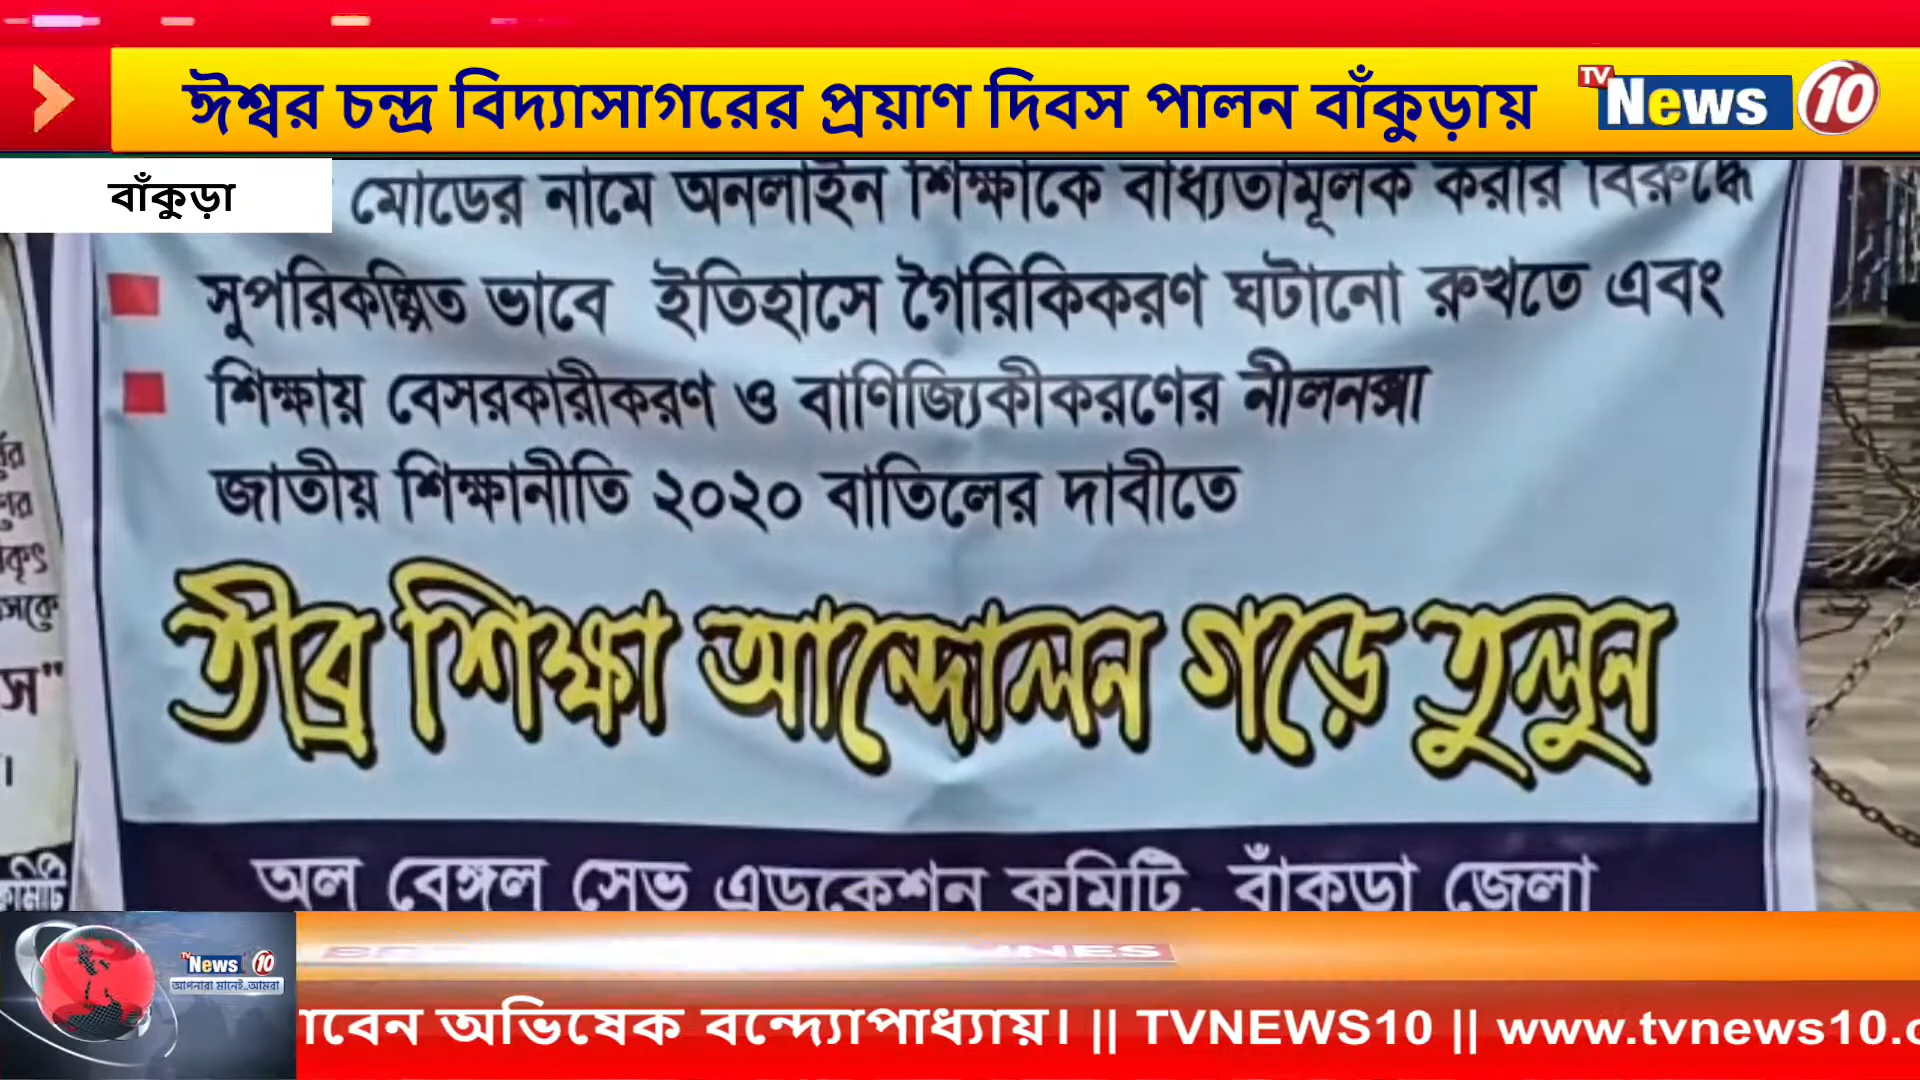 ঈশ্বর চন্দ্র বিদ্যাসাগরের প্রয়াণ দিবস পালন বাঁকুড়ায়
TV News 10
বাঁকুড়া
মোডের নামে অনলাইন শিক্ষাকে বাধ্যতামূলক করার বিরুদ্ধে
সুপরিকল্পিত ভাবে ইতিহাসে গৈরিকিকরণ ঘটানো রুখতে এবং
শিক্ষায় বেসরকারীকরণ ও বাণিজ্যিকীকরণের নীলনক্সা
জাতীয় শিক্ষানীতি ২০২০ বাতিলের দাবীতে
তীব্র শিক্ষা আন্দোলন গড়ে তুলুন
অল বেঙ্গল সেভ এডুকেশন কমিটি, বাঁকুড়া জেলা
TV News 10
আপনারা মানেই..আমরা
অভিষেক বন্দ্যোপাধ্যায়। || TVNEWS10 || www.tvnews10.c